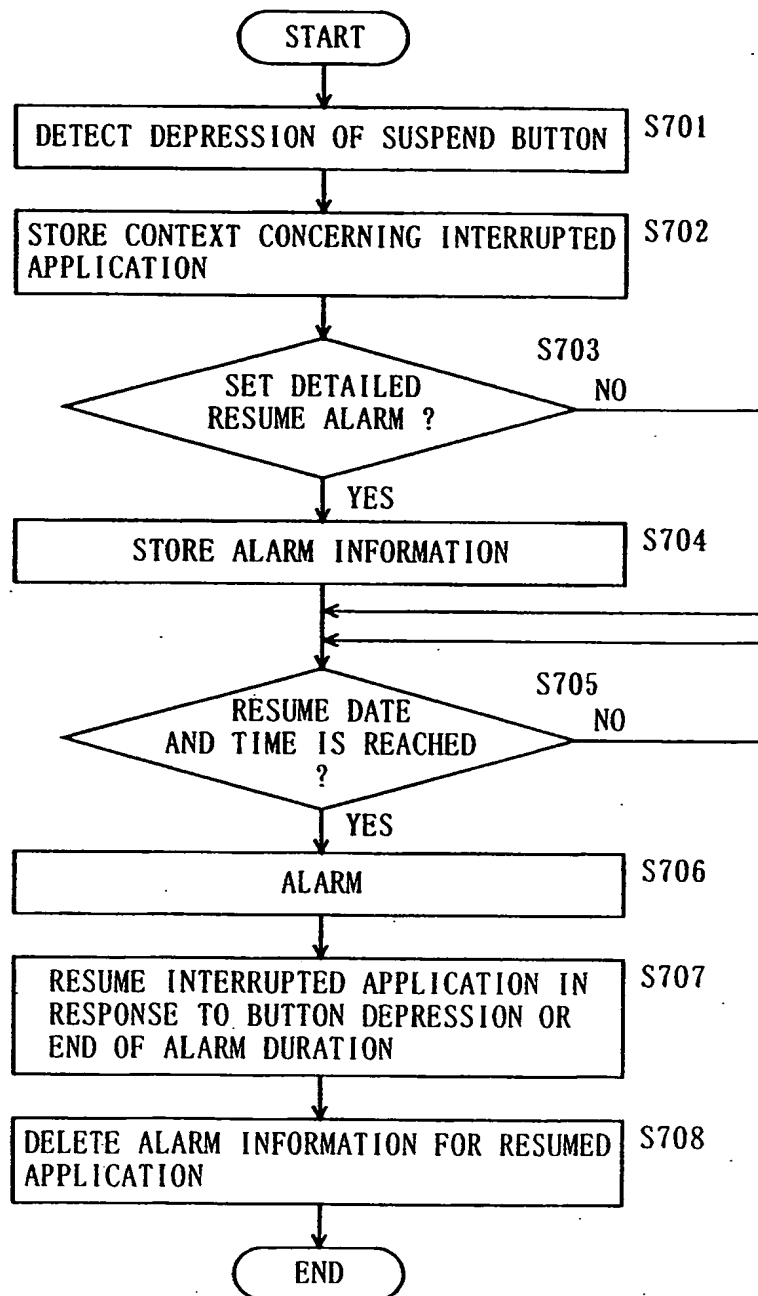 START
DETECT DEPRESSION OF SUSPEND BUTTON
S701
STORE CONTEXT CONCERNING INTERRUPTED
APPLICATION
S702
S703
SET DETAILED
RESUME ALARM ?
NO
YES
STORE ALARM INFORMATION
S704
S705
RESUME DATE
AND TIME IS REACHED
?
NO
YES
ALARM
S706
RESUME INTERRUPTED APPLICATION IN
RESPONSE TO BUTTON DEPRESSION OR
END OF ALARM DURATION
S707
DELETE ALARM INFORMATION FOR RESUMED
APPLICATION
S708
END